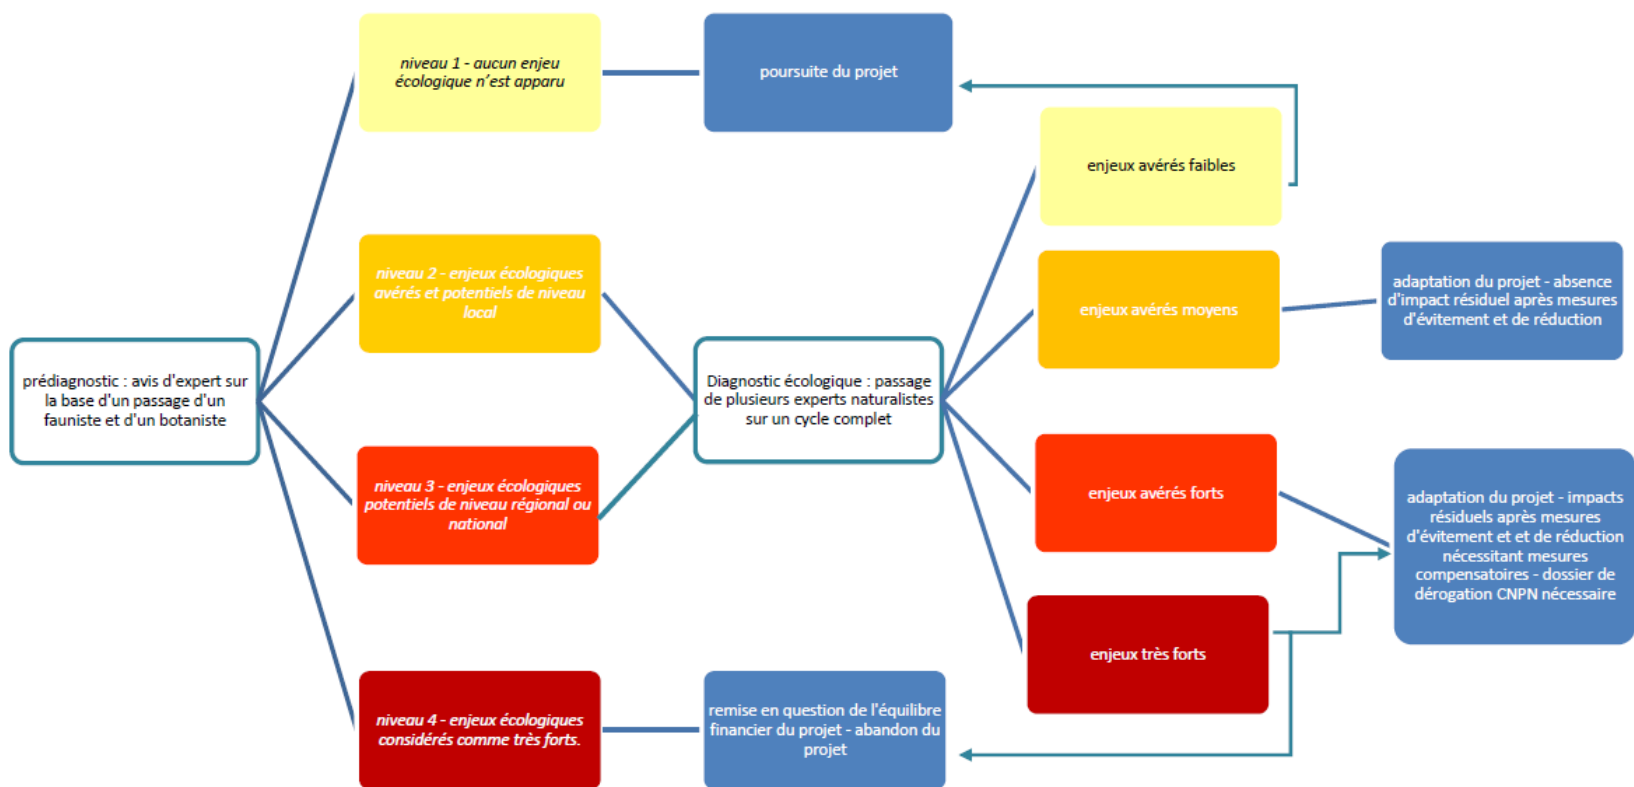 niveau 1 - aucun enjeu
écologique n’est apparu
poursuite du projet
enjeux avérés faibles
niveau 2 - enjeux écologiques
avérés et potentiels de niveau
local
enjeux avérés moyens
adaptation du projet - absence
d'impact résiduel après mesures
d'évitement et de réduction
prédiagnostic : avis d'expert sur
la base d'un passage d'un
fauniste et d'un botaniste
Diagnostic écologique : passage
de plusieurs experts naturalistes
sur un cycle complet
niveau 3 - enjeux écologiques
potentiels de niveau régional ou
national
enjeux avérés forts
adaptation du projet - impacts
résiduels après mesures
d'évitement et et de réduction
nécessitant mesures
compensatoires - dossier de
dérogation CNPN nécessaire
enjeux très forts
niveau 4 - enjeux écologiques
considérés comme très forts.
remise en question de l'équilibre
financier du projet - abandon du
projet